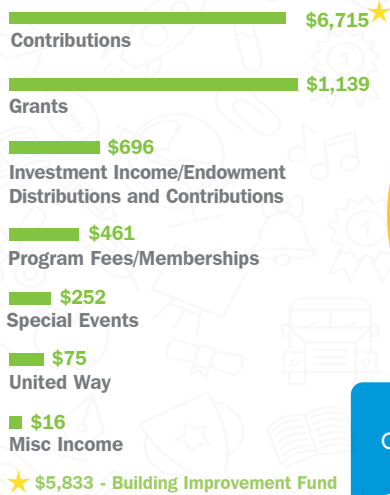 $6,715
Contributions
$1,139
Grants
$696
Investment Income/Endowment
Distributions and Contributions
$461
Program Fees/Memberships
$252
Special Events
$75
United Way
$16
Misc Income
$5,833 - Building Improvement Fund